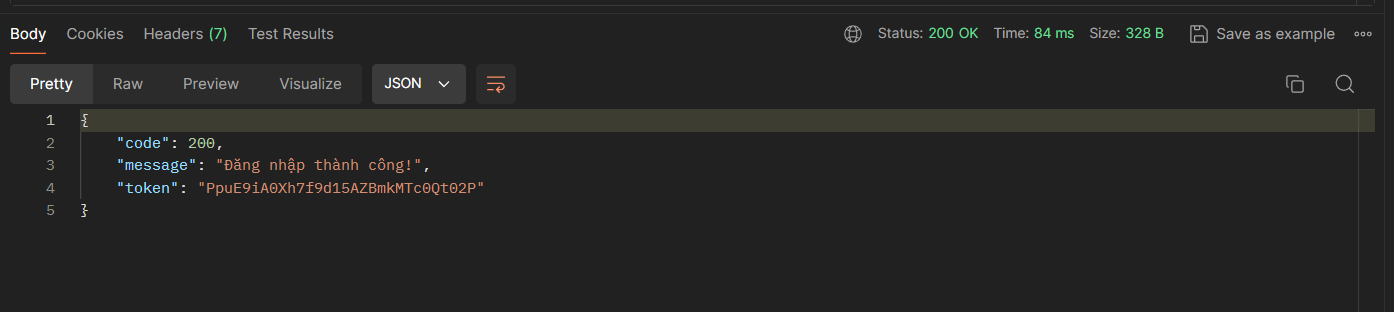 Body Cookies Headers (7) Test Results Status: 200 OK Time: 84 ms Size: 328 B Save as example
Pretty Raw Preview Visualize JSON
1 {
2 "code": 200,
3 "message": "Đăng nhập thành công!",
4 "token": "PpuE9iA0Xh7f9d15AZBmkMTc0Qt02P"
5 }